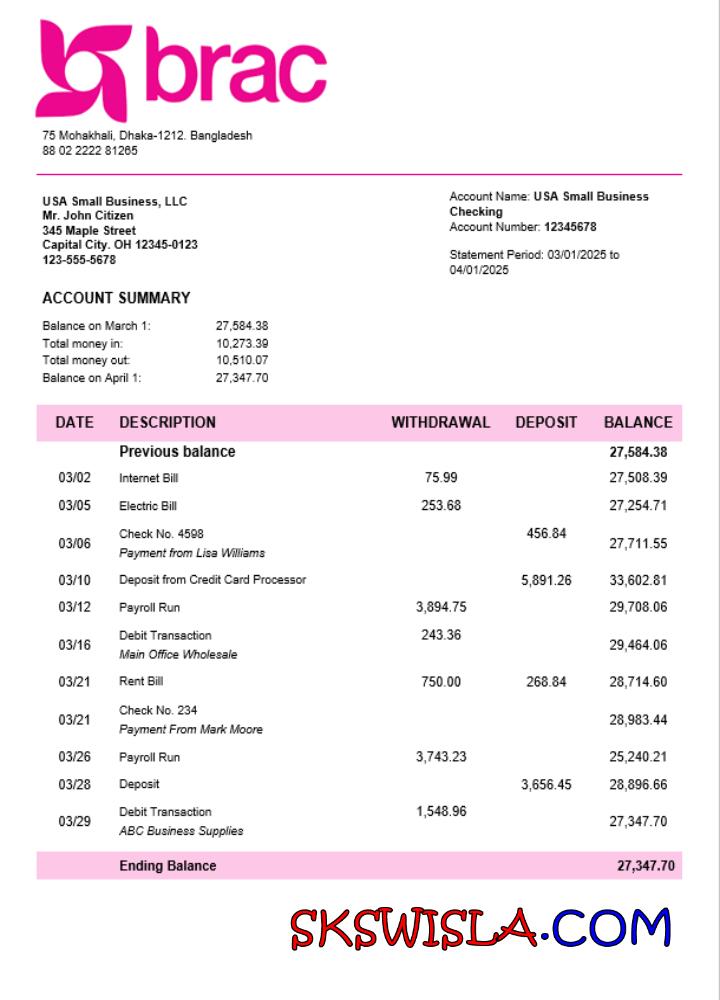 brac
75 Mohakhali, Dhaka-1212. Bangladesh
88 02 2222 81265
USA Small Business, LLC
Mr. John Citizen
345 Maple Street
Capital City. OH 12345-0123
123-555-5678
Account Name: USA Small Business
Checking
Account Number: 12345678
Statement Period: 03/01/2025 to
04/01/2025
ACCOUNT SUMMARY
Balance on March 1: 27,584.38
Total money in: 10,273.39
Total money out: 10,510.07
Balance on April 1: 27,347.70
DATE DESCRIPTION WITHDRAWAL DEPOSIT BALANCE
Previous balance 27,584.38
03/02 Internet Bill 75.99 27,508.39
03/05 Electric Bill 253.68 27,254.71
03/06 Check No. 4598 456.84 27,711.55
Payment from Lisa Williams
03/10 Deposit from Credit Card Processor 5,891.26 33,602.81
03/12 Payroll Run 3,894.75 29,708.06
03/16 Debit Transaction 243.36 29,464.06
Main Office Wholesale
03/21 Rent Bill 750.00 268.84 28,714.60
03/21 Check No. 234 28,983.44
Payment From Mark Moore
03/26 Payroll Run 3,743.23 25,240.21
03/28 Deposit 3,656.45 28,896.66
03/29 Debit Transaction 1,548.96 27,347.70
ABC Business Supplies
Ending Balance 27,347.70
SKSWISLA.COM